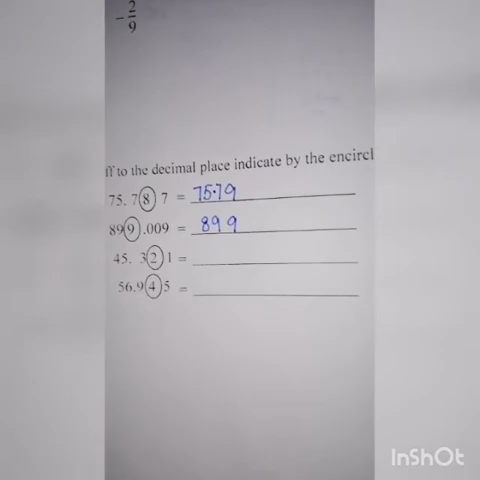 - 2/9
ff to the decimal place indicate by the encircl
75. 787 = 75.79
899.009 = 899
45. 321 =
56.945 =
InShOt